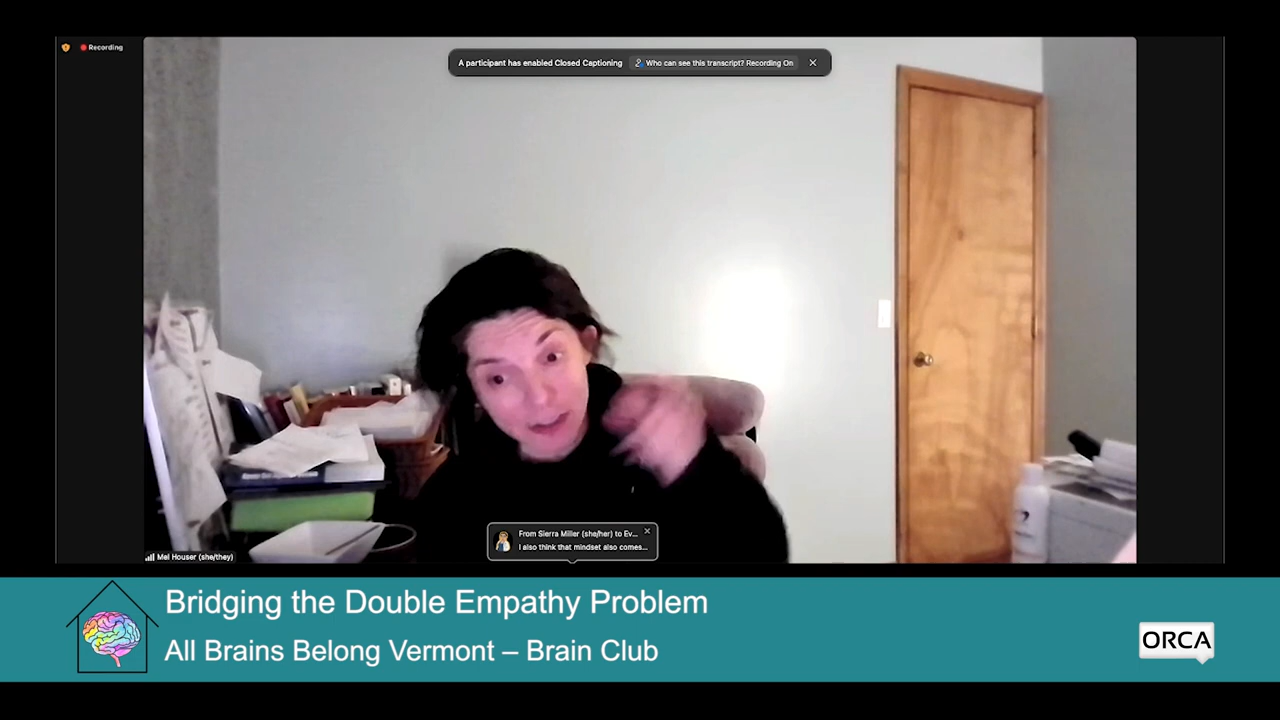 Recording
A participant has enabled Closed Captioning Who can see this transcript? Recording On
From Sierra Miller (she/her) to Ev...
I also think that mindset also comes...
Mel Houser (she/they)
Bridging the Double Empathy Problem
All Brains Belong Vermont – Brain Club
ORCA